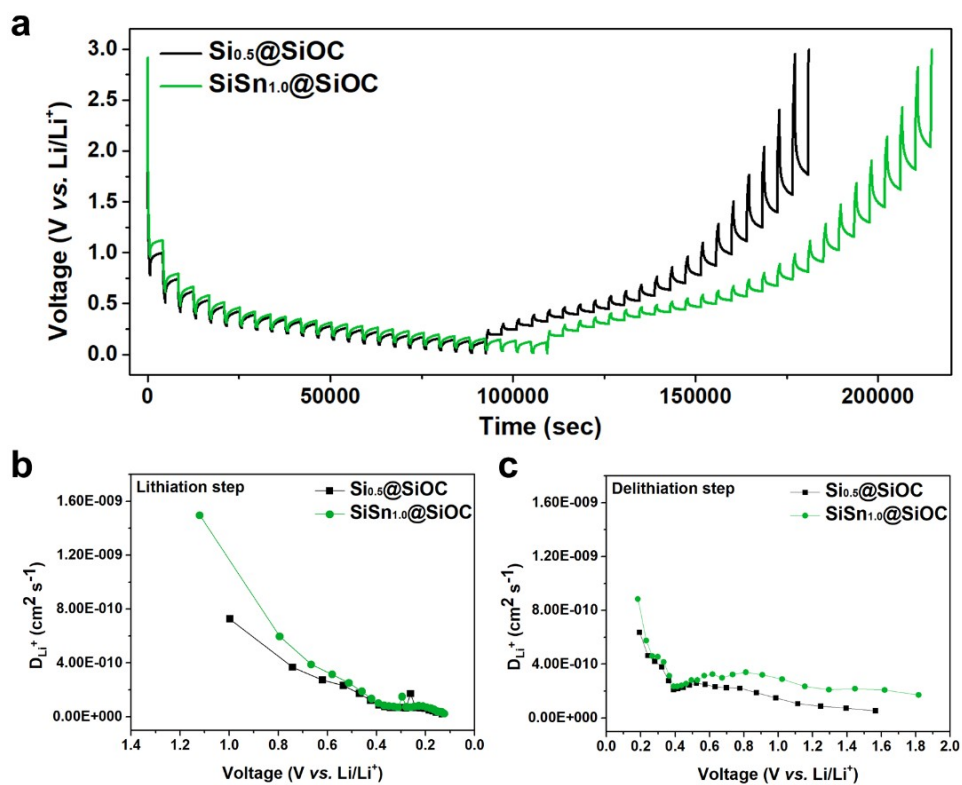 a
Si₀.₅@SiOC
SiSn₁.₀@SiOC
Voltage (V vs. Li/Li⁺)
3.0
2.5
2.0
1.5
1.0
0.5
0.0
0 50000 100000 150000 200000
Time (sec)
b
Lithiation step
Si₀.₅@SiOC
SiSn₁.₀@SiOC
D_Li⁺ (cm² s⁻¹)
1.60E-009
1.20E-009
8.00E-010
4.00E-010
0.00E+000
1.4 1.0 0.8 0.6 0.4 0.2 0.0
Voltage (V vs. Li/Li⁺)
c
Delithiation step
Si₀.₅@SiOC
SiSn₁.₀@SiOC
D_Li⁺ (cm² s⁻¹)
1.60E-009
1.20E-009
8.00E-010
4.00E-010
0.00E+000
0.0 0.2 0.4 0.6 0.8 1.0 1.2 1.4 1.6 1.8 2.0
Voltage (V vs. Li/Li⁺)